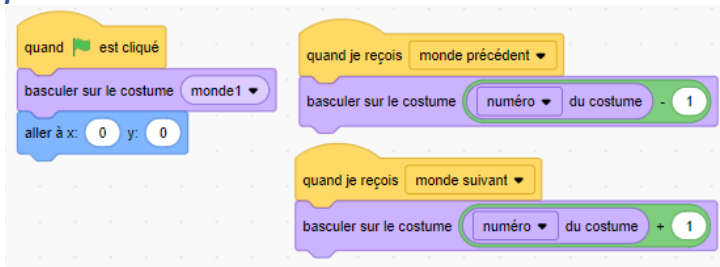 quand est cliqué
basculer sur le costume monde1
aller à x: 0 y: 0
quand je reçois monde précédent
basculer sur le costume numéro du costume - 1
quand je reçois monde suivant
basculer sur le costume numéro du costume + 1